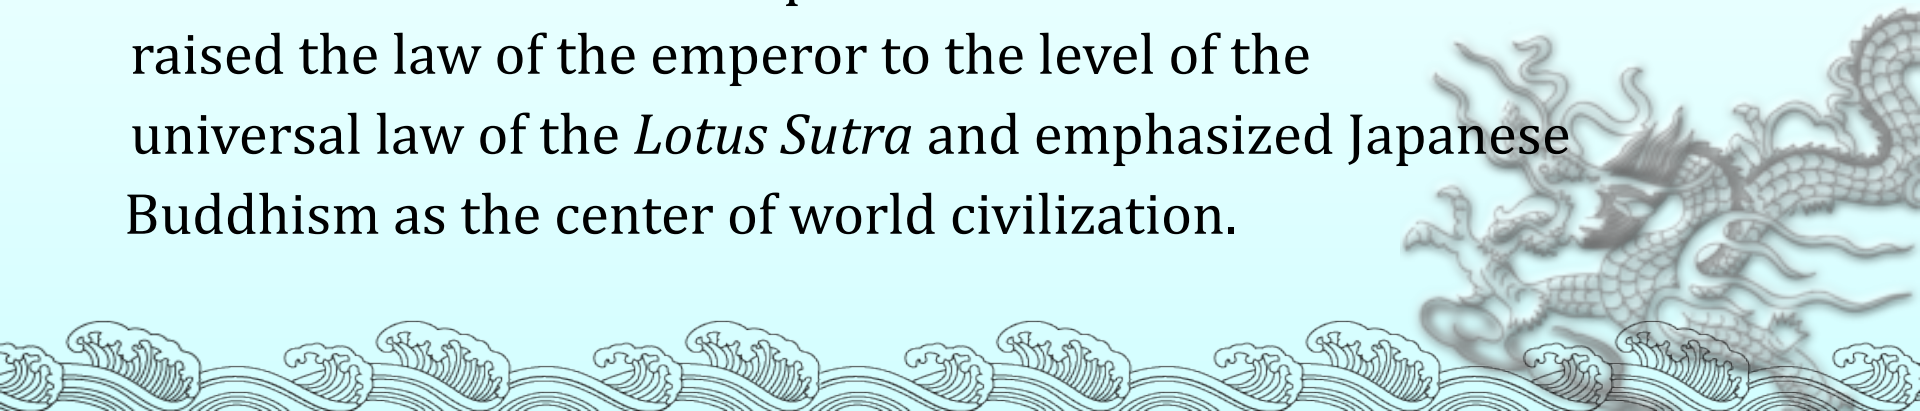 raised the law of the emperor to the level of the
universal law of the Lotus Sutra and emphasized Japanese
Buddhism as the center of world civilization.